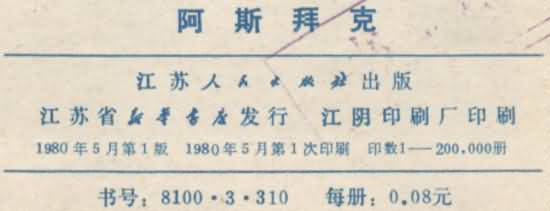 阿斯拜克
江苏人民出版社出版
江苏省新华书店发行 江阴印刷厂印刷
1980年5月第1版 1980年5月第1次印刷 印数1—200.000册
书号：8100·3·310 每册：0.08元